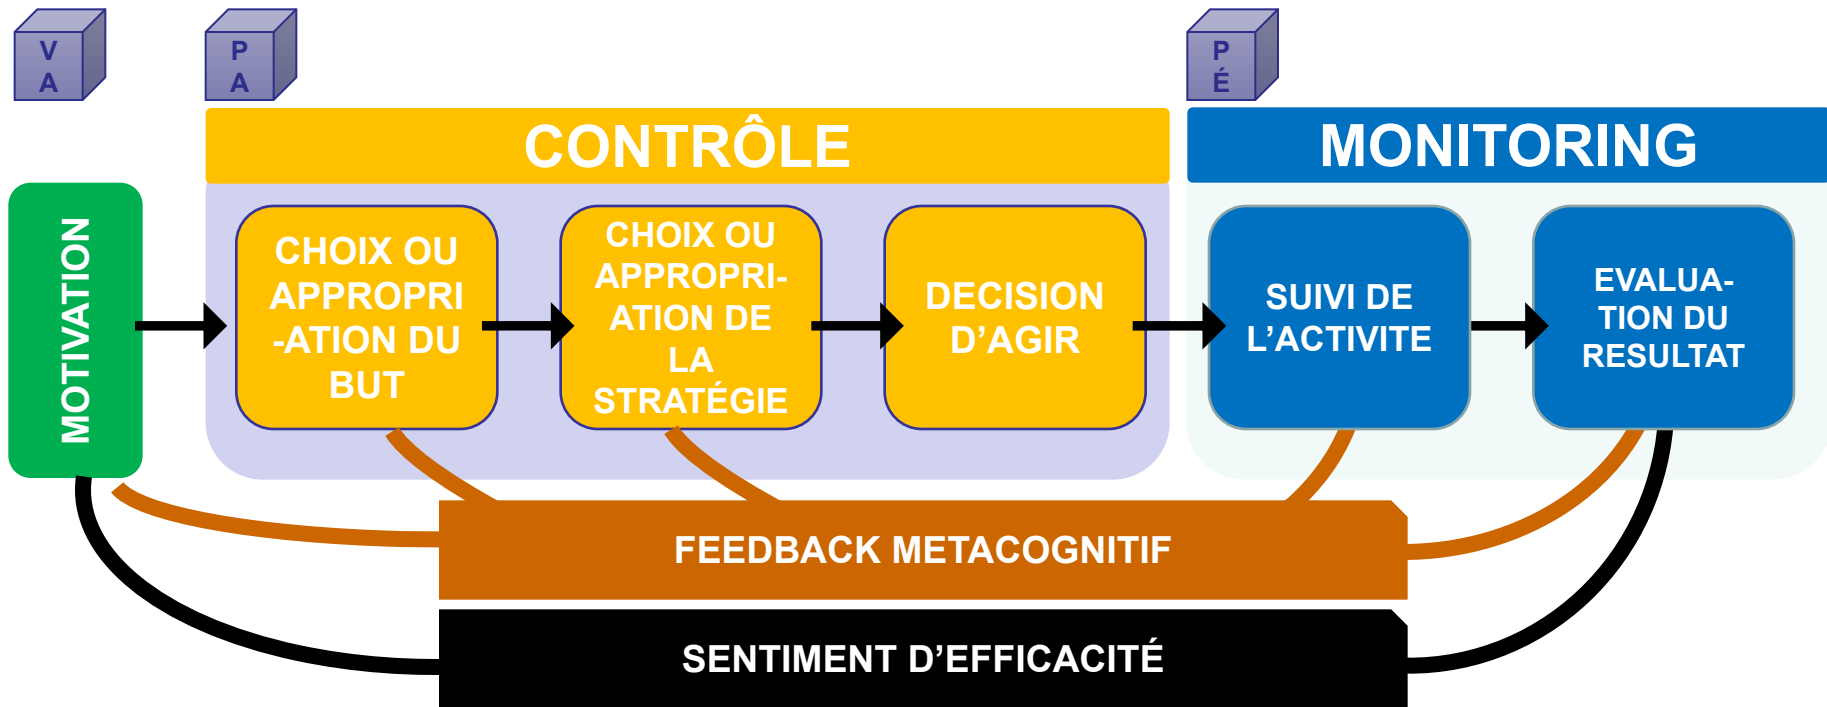 V
A
P
A
P
É
CONTRÔLE
MONITORING
MOTIVATION
CHOIX OU
APPROPRI
-ATION DU
BUT
CHOIX OU
APPROPRI-
ATION DE
LA
STRATÉGIE
DECISION
D’AGIR
SUIVI DE
L’ACTIVITE
EVALUA-
TION DU
RESULTAT
FEEDBACK METACOGNITIF
SENTIMENT D’EFFICACITÉ